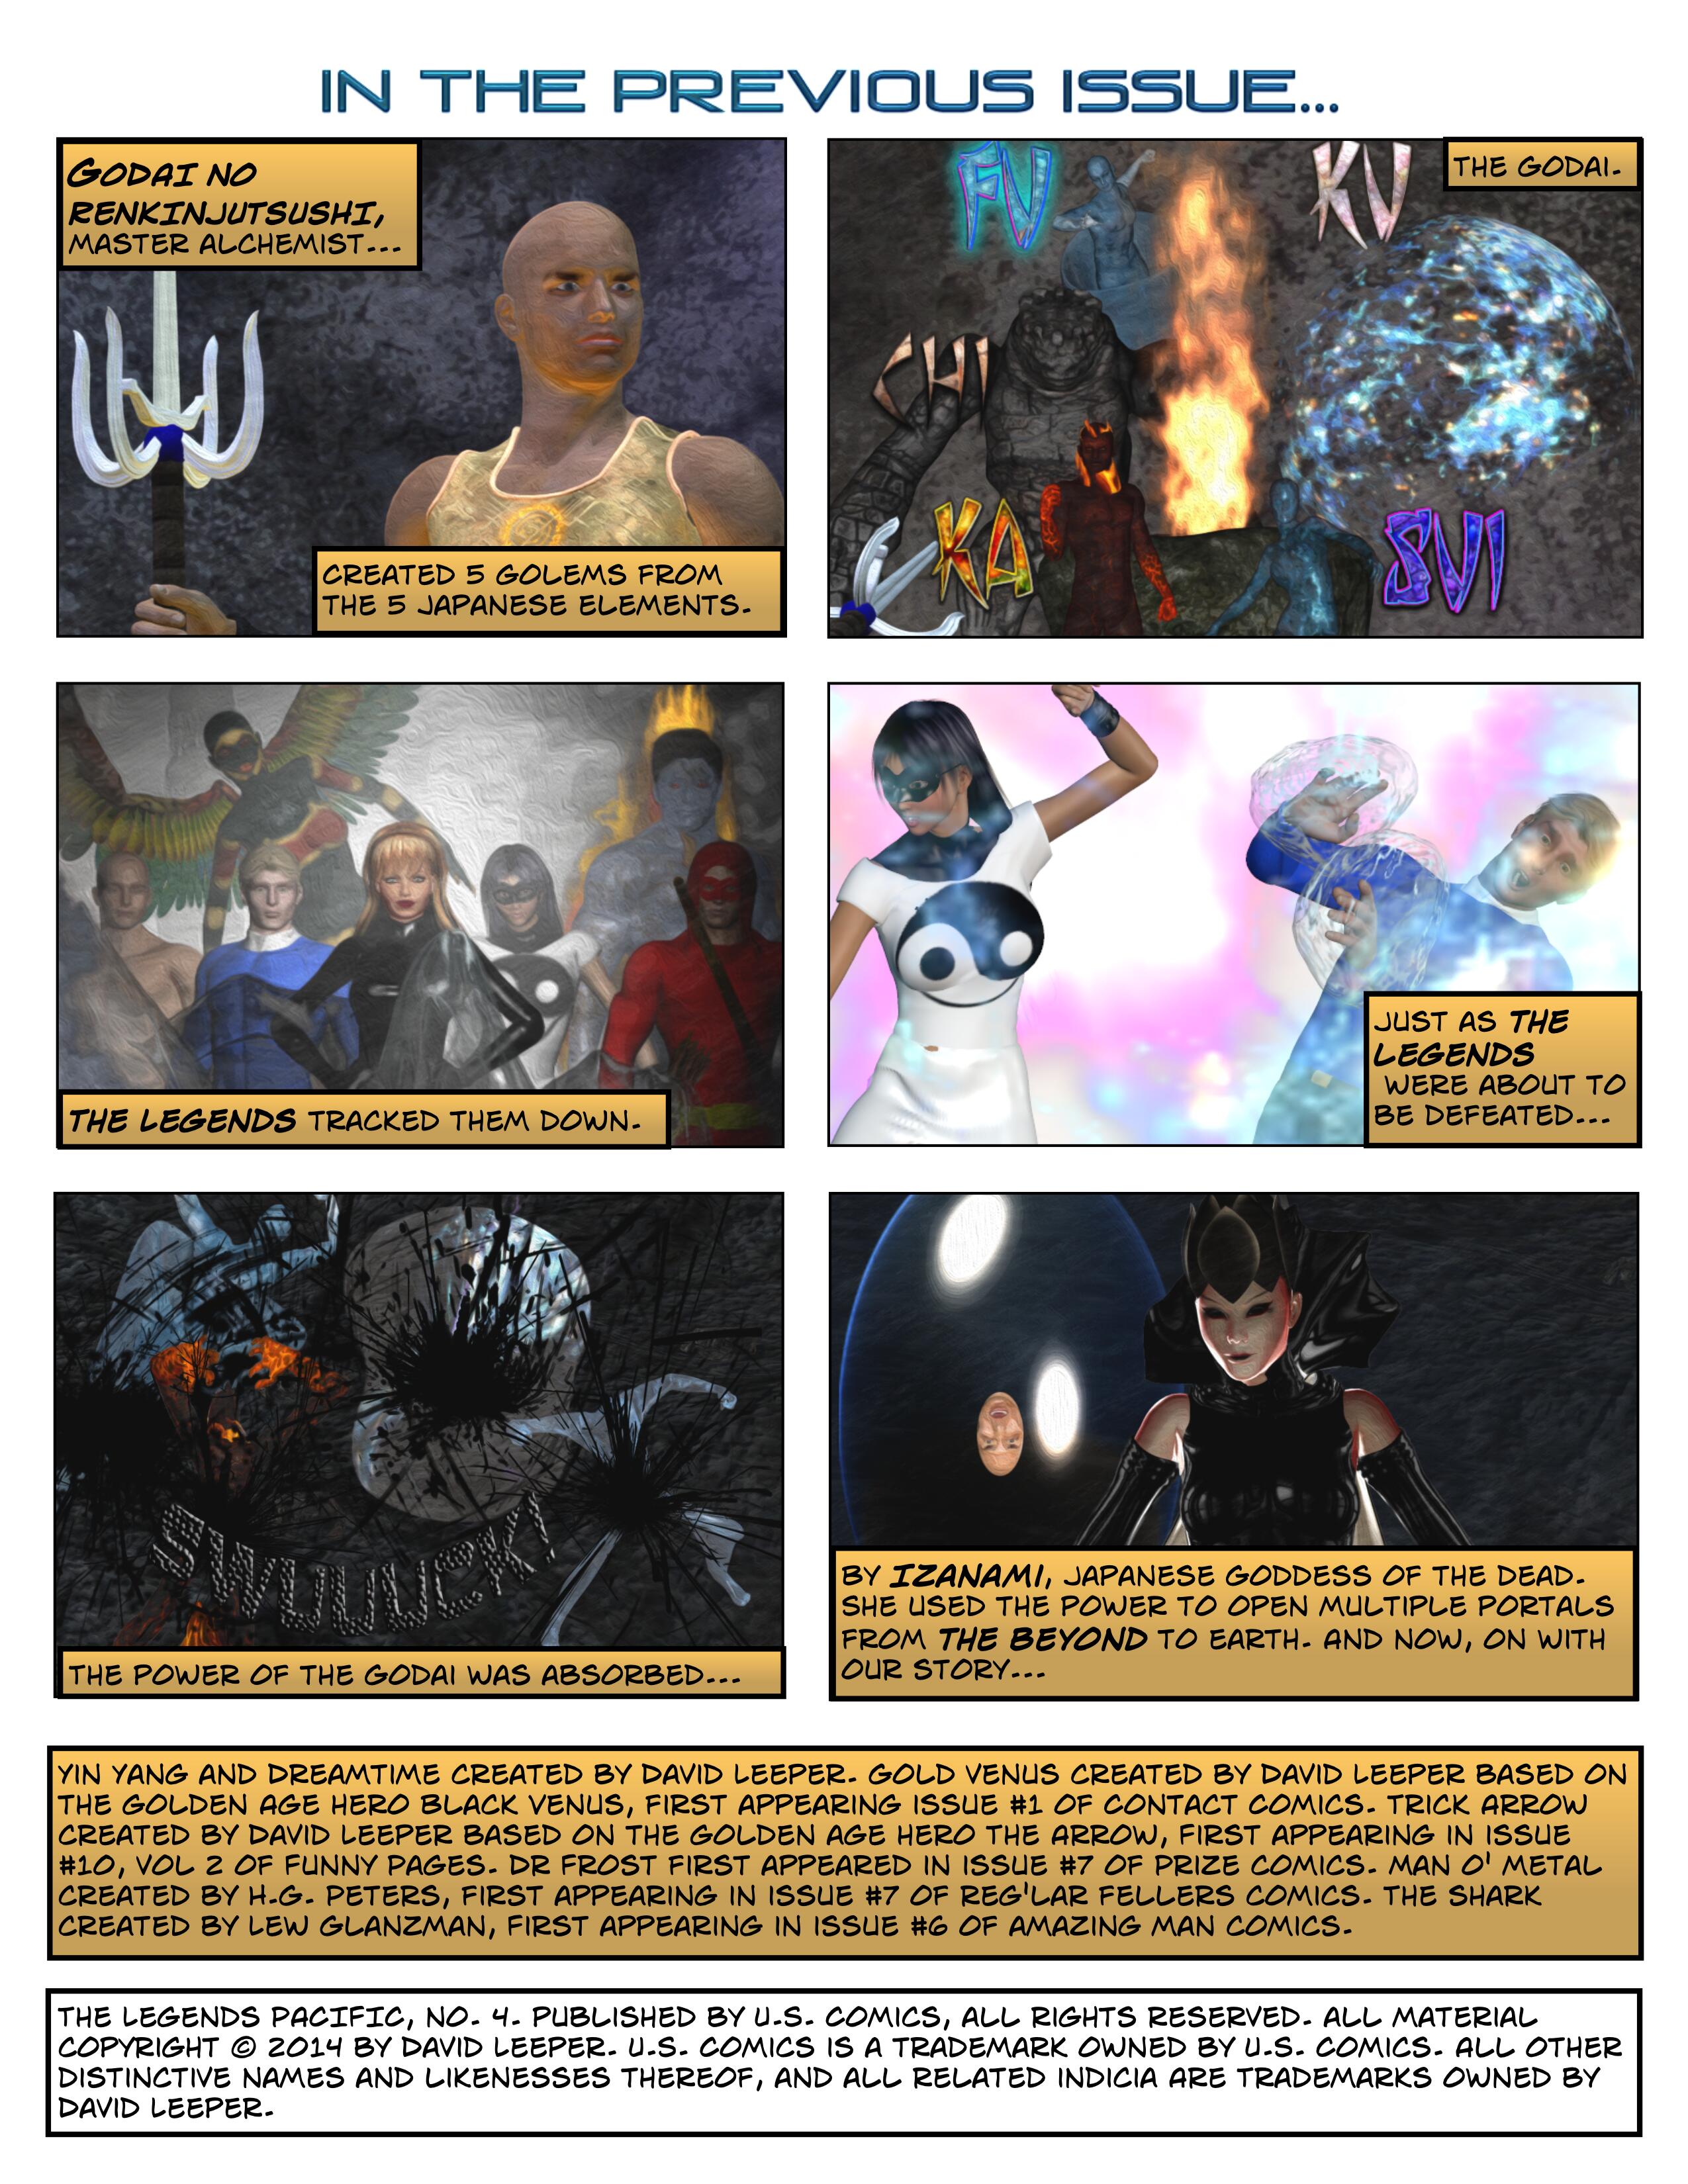 IN THE PREVIOUS ISSUE...
GODAI NO
RENKINJUTSUSHI,
MASTER ALCHEMIST...
CREATED 5 GOLEMS FROM
THE 5 JAPANESE ELEMENTS.
THE GODAI.
FU
KU
CHI
KA
SUI
THE LEGENDS TRACKED THEM DOWN.
JUST AS THE
LEGENDS
WERE ABOUT TO
BE DEFEATED...
SWUUUCK!
THE POWER OF THE GODAI WAS ABSORBED...
BY IZANAMI, JAPANESE GODDESS OF THE DEAD.
SHE USED THE POWER TO OPEN MULTIPLE PORTALS
FROM THE BEYOND TO EARTH. AND NOW, ON WITH
OUR STORY...
YIN YANG AND DREAMTIME CREATED BY DAVID LEEPER. GOLD VENUS CREATED BY DAVID LEEPER BASED ON
THE GOLDEN AGE HERO BLACK VENUS, FIRST APPEARING ISSUE #1 OF CONTACT COMICS. TRICK ARROW
CREATED BY DAVID LEEPER BASED ON THE GOLDEN AGE HERO THE ARROW, FIRST APPEARING IN ISSUE
#10, VOL 2 OF FUNNY PAGES. DR FROST FIRST APPEARED IN ISSUE #7 OF PRIZE COMICS. MAN O' METAL
CREATED BY H.G. PETERS, FIRST APPEARING IN ISSUE #7 OF REG'LAR FELLERS COMICS. THE SHARK
CREATED BY LEW GLANZMAN, FIRST APPEARING IN ISSUE #6 OF AMAZING MAN COMICS.
THE LEGENDS PACIFIC, NO. 4. PUBLISHED BY U.S. COMICS, ALL RIGHTS RESERVED. ALL MATERIAL
COPYRIGHT © 2014 BY DAVID LEEPER. U.S. COMICS IS A TRADEMARK OWNED BY U.S. COMICS. ALL OTHER
DISTINCTIVE NAMES AND LIKENESSES THEREOF, AND ALL RELATED INDICIA ARE TRADEMARKS OWNED BY
DAVID LEEPER.